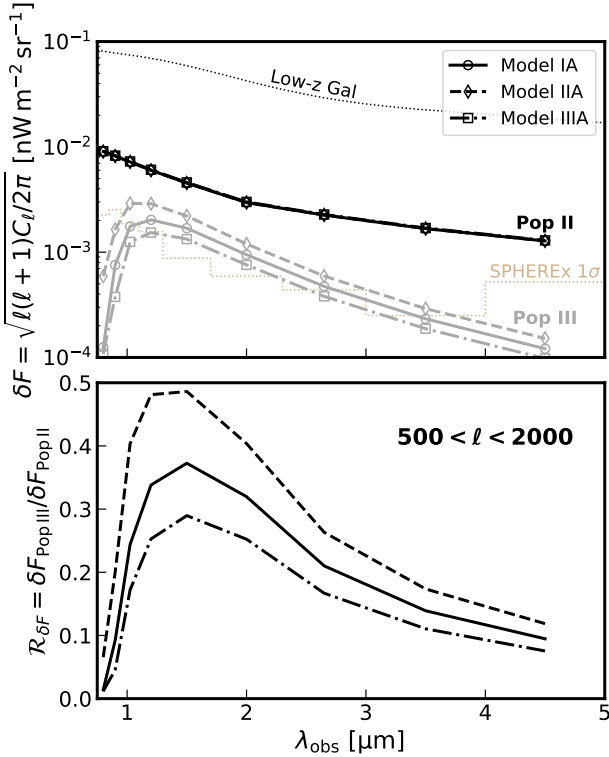 δF = √ℓ(ℓ + 1)Cℓ/2π [nW m⁻² sr⁻¹]
10⁻¹
10⁻²
10⁻³
10⁻⁴
Low-z Gal
Model IA
Model IIA
Model IIIA
Pop II
SPHEREx 1σ
Pop III
ℛ_δF = δF_Pop III/δF_Pop II
0.5
0.4
0.3
0.2
0.1
0.0
500 < ℓ < 2000
1 2 3 4 5
λ_obs [μm]